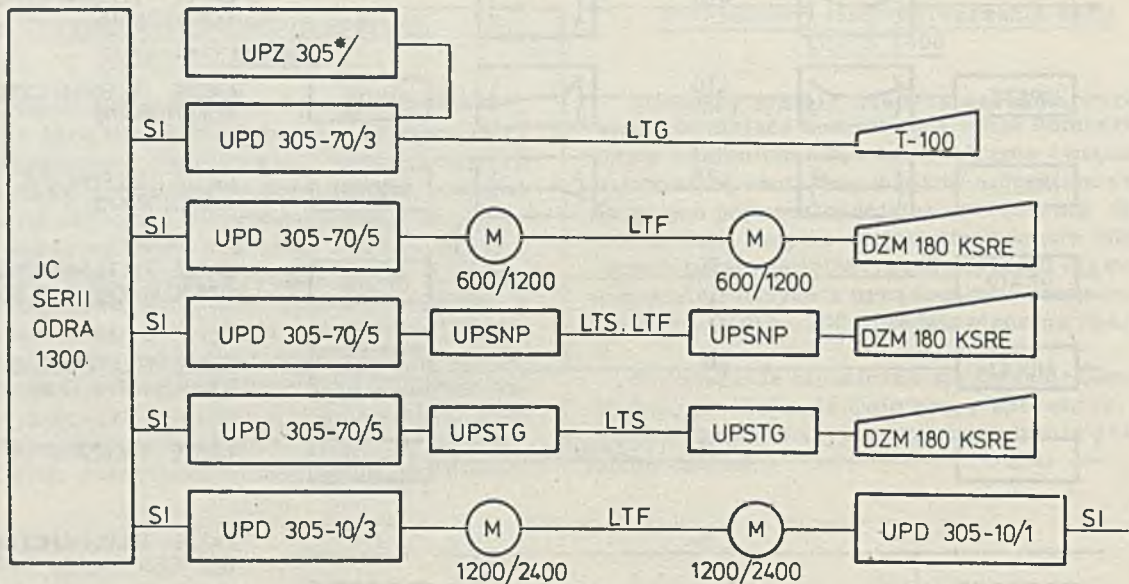 UPZ 305*/
SI UPD 305-70/3 LTG T-100
SI UPD 305-70/5 M LTF M DZM 180 KSRE
600/1200 600/1200
JC
SERII
ODRA
1300
SI UPD 305-70/5 UPSNP LTS, LTF UPSNP DZM 180 KSRE
SI UPD 305-70/5 UPSTG LTS UPSTG DZM 180 KSRE
SI UPD 305-10/3 M LTF M UPD 305-10/1 SI
1200/2400 1200/2400